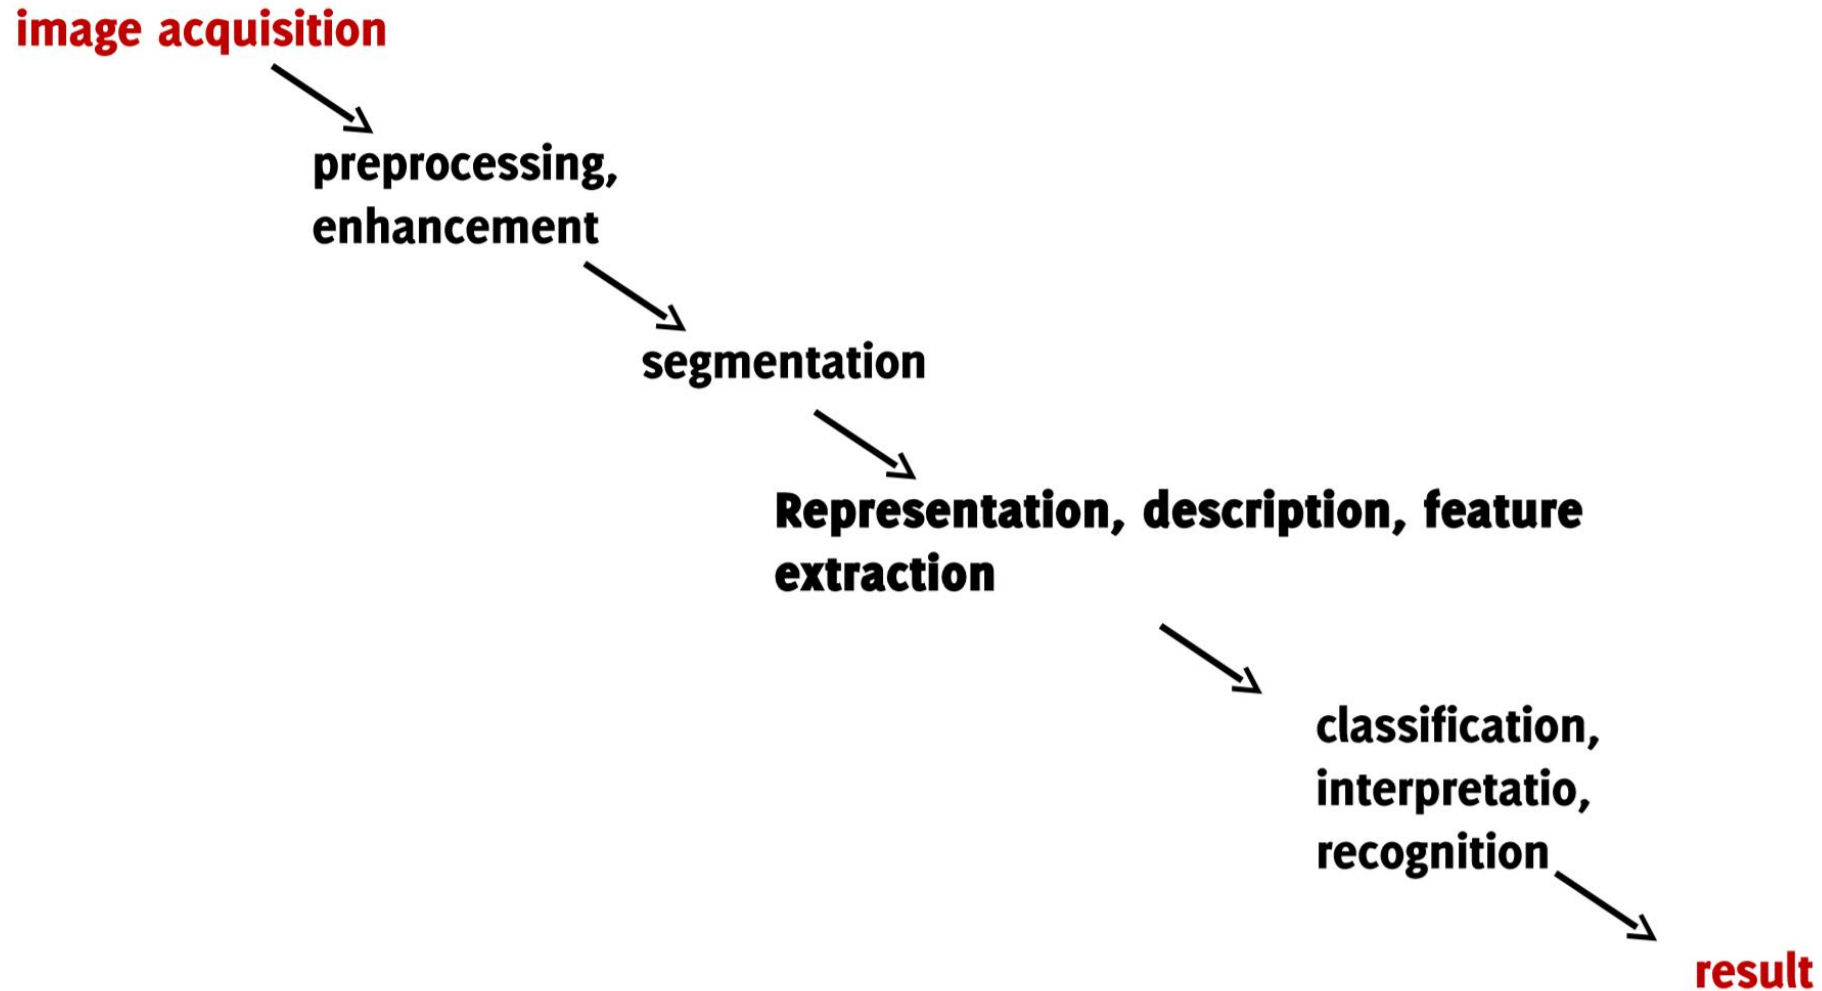 image acquisition
preprocessing,
enhancement
segmentation
Representation, description, feature
extraction
classification,
interpretatio,
recognition
result